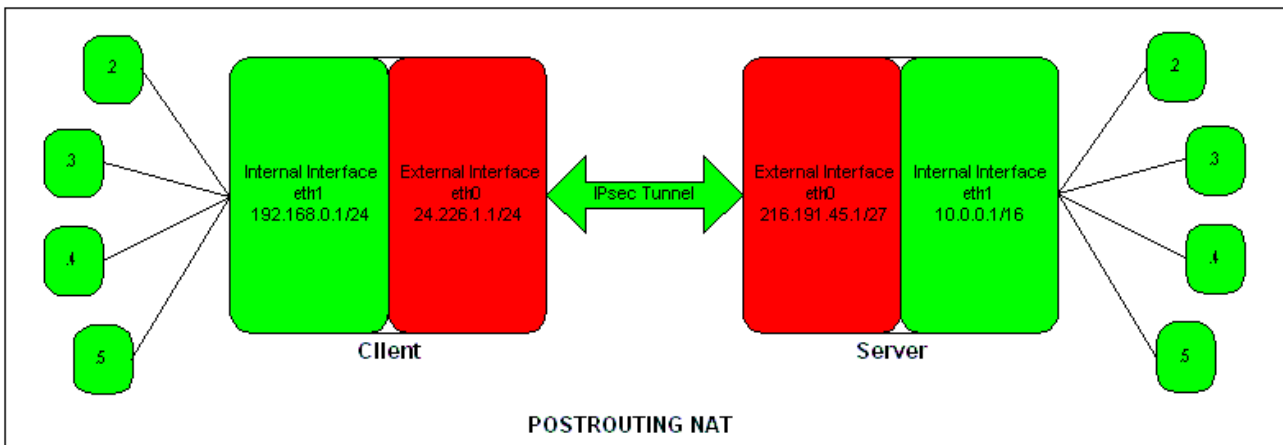 .2
.3
.4
.5
Internal Interface
eth1
192.168.0.1/24
External Interface
eth0
24.226.1.1/24
Client
IPsec Tunnel
External Interface
eth0
216.191.45.1/27
Internal Interface
eth1
10.0.0.1/16
Server
.2
.3
.4
.5
POSTROUTING NAT